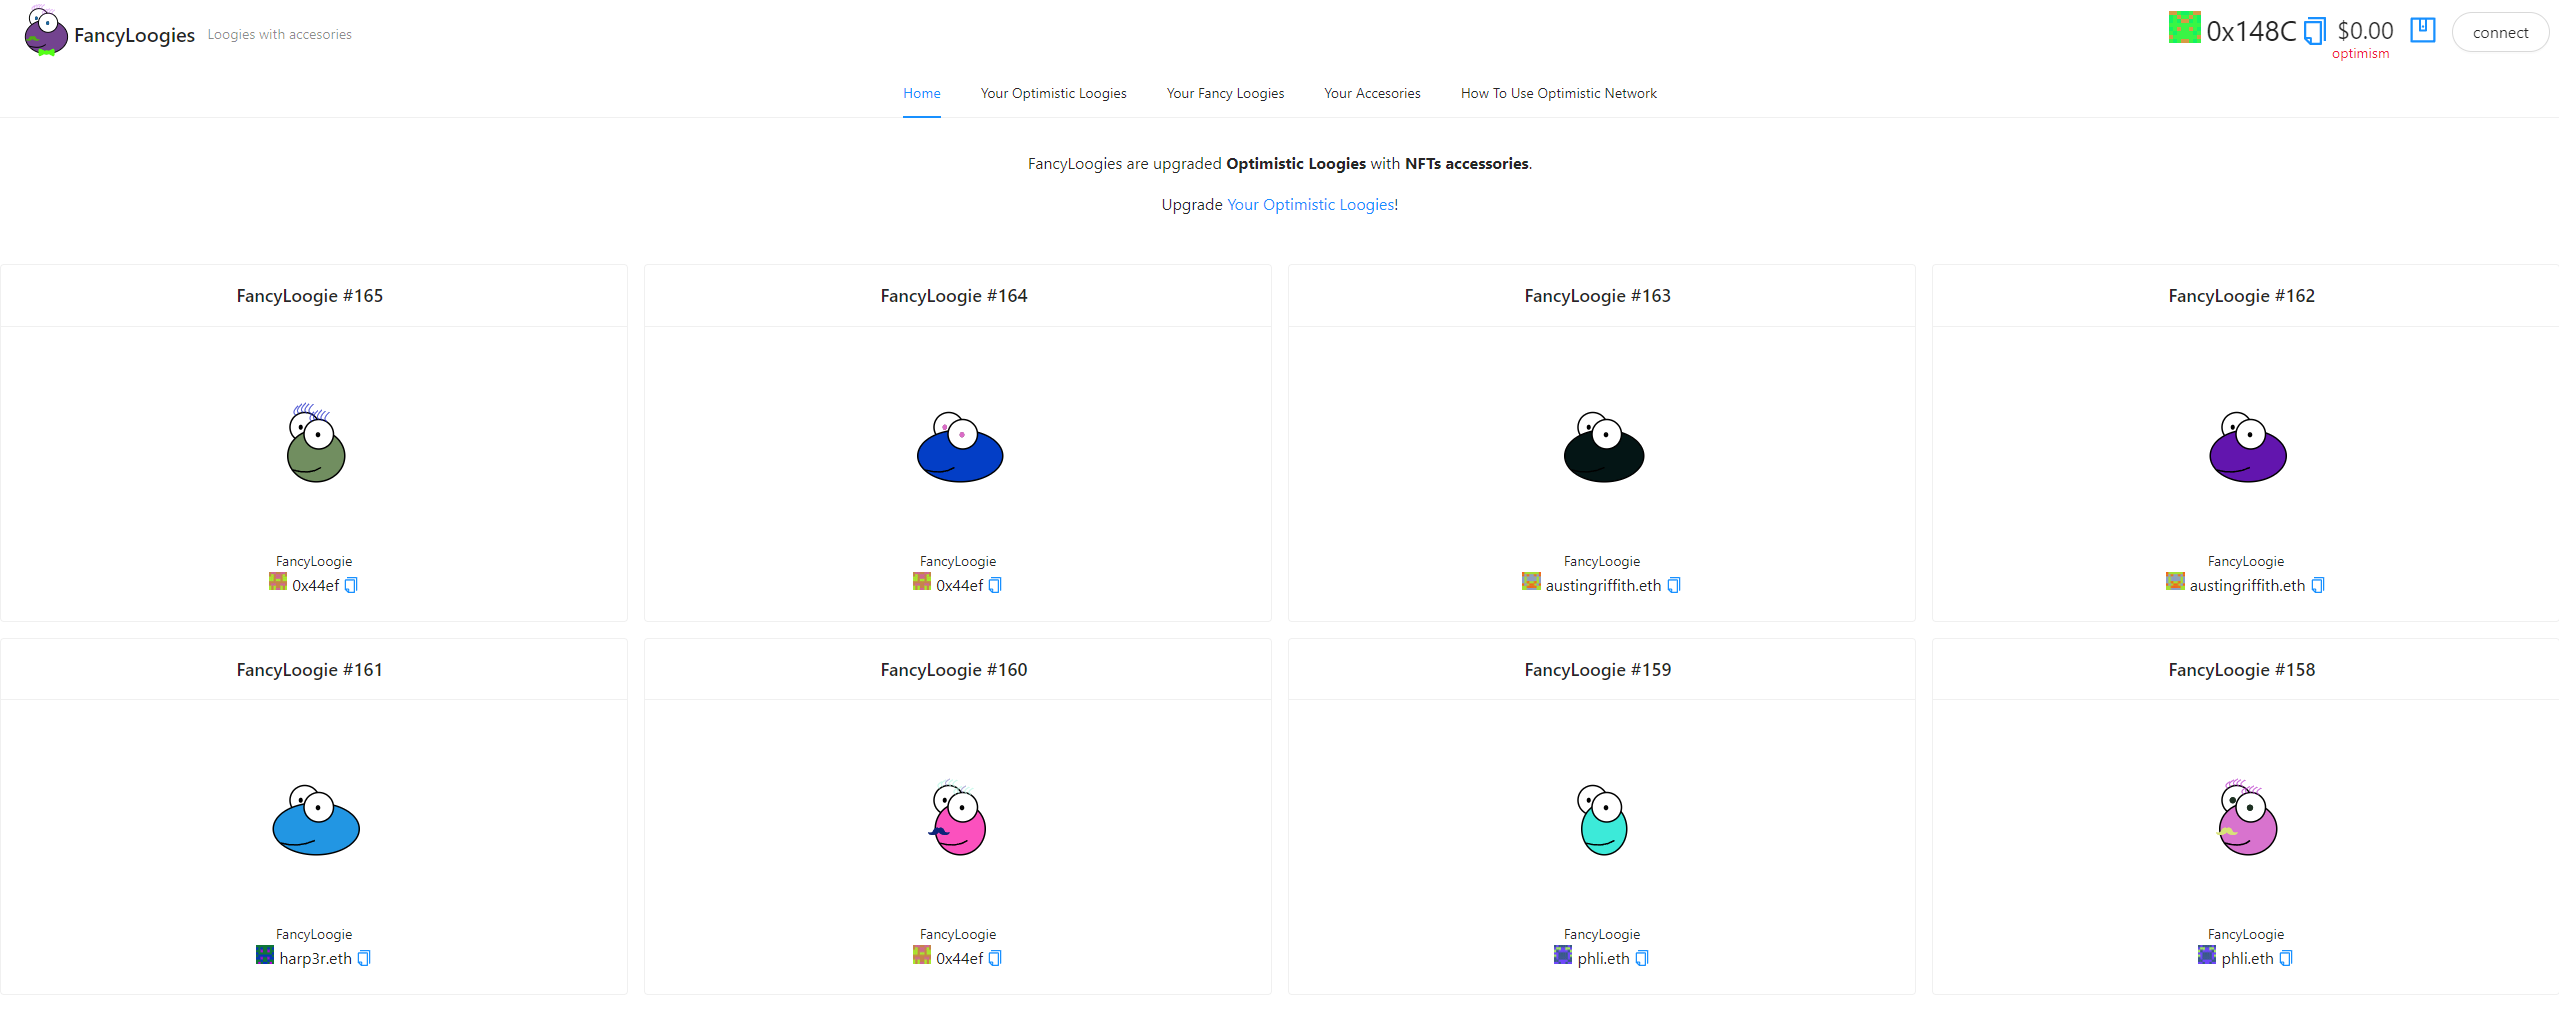 FancyLoogies Loogies with accesories 0x148C $0.00 connect
optimism
Home Your Optimistic Loogies Your Fancy Loogies Your Accesories How To Use Optimistic Network
FancyLoogies are upgraded Optimistic Loogies with NFTs accessories.
Upgrade Your Optimistic Loogies!
FancyLoogie #165 FancyLoogie #164 FancyLoogie #163 FancyLoogie #162
FancyLoogie FancyLoogie FancyLoogie FancyLoogie
0x44ef 0x44ef austingriffith.eth austingriffith.eth
FancyLoogie #161 FancyLoogie #160 FancyLoogie #159 FancyLoogie #158
FancyLoogie FancyLoogie FancyLoogie FancyLoogie
harp3r.eth 0x44ef phli.eth phli.eth